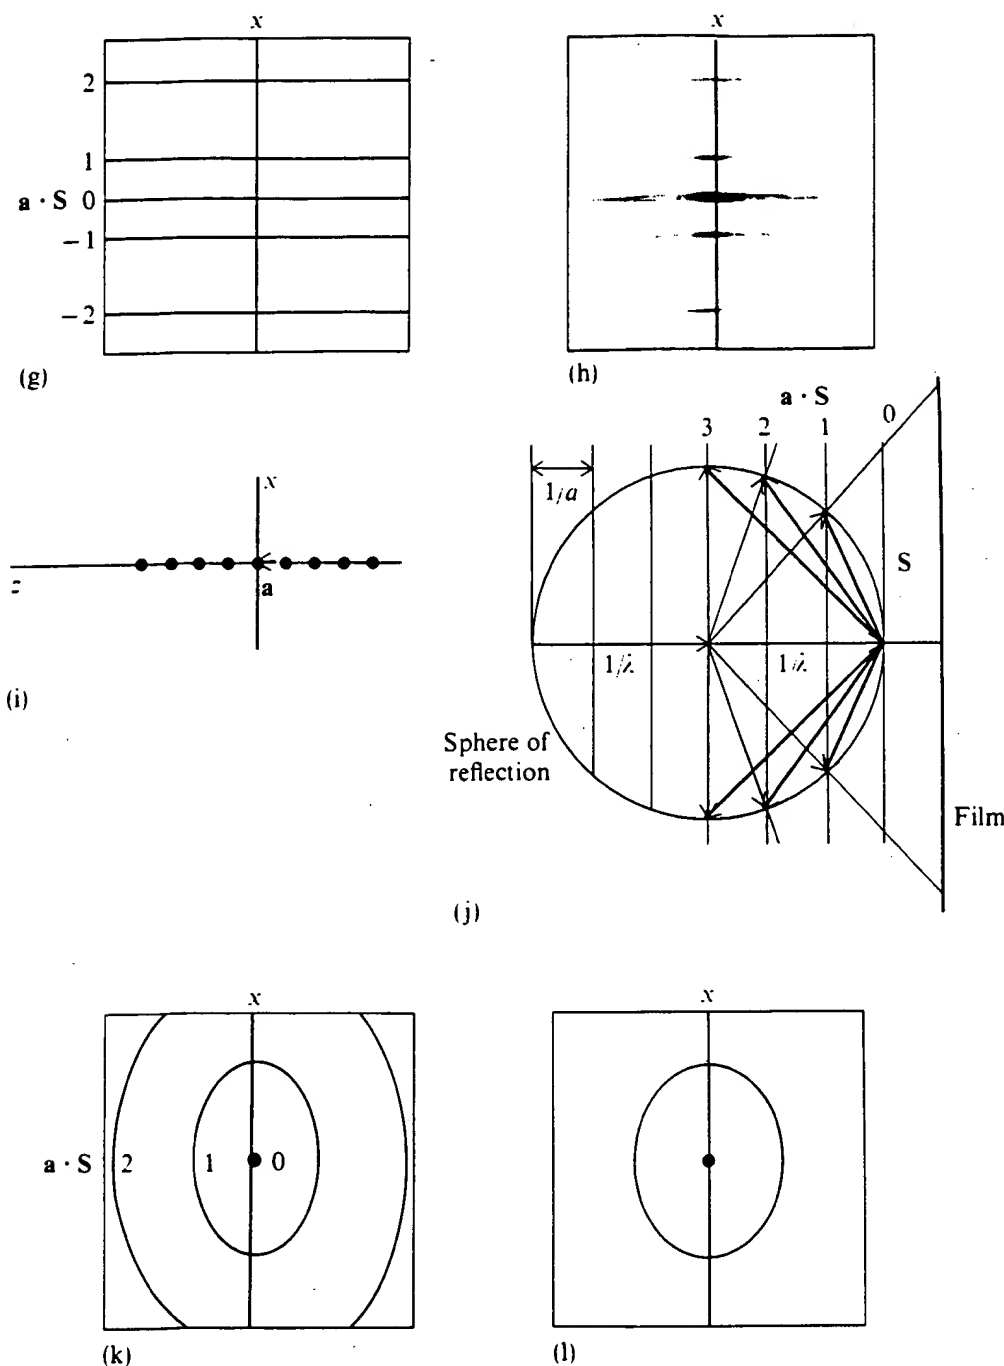 x
2
1
a · S 0
−1
−2
(g)
x
(h)
x
z
a
(i)
a · S
3 2 1 0
1/a
S
1/λ 1/λ
Sphere of
reflection
Film
(j)
x
a · S 2 1 0
(k)
x
(l)